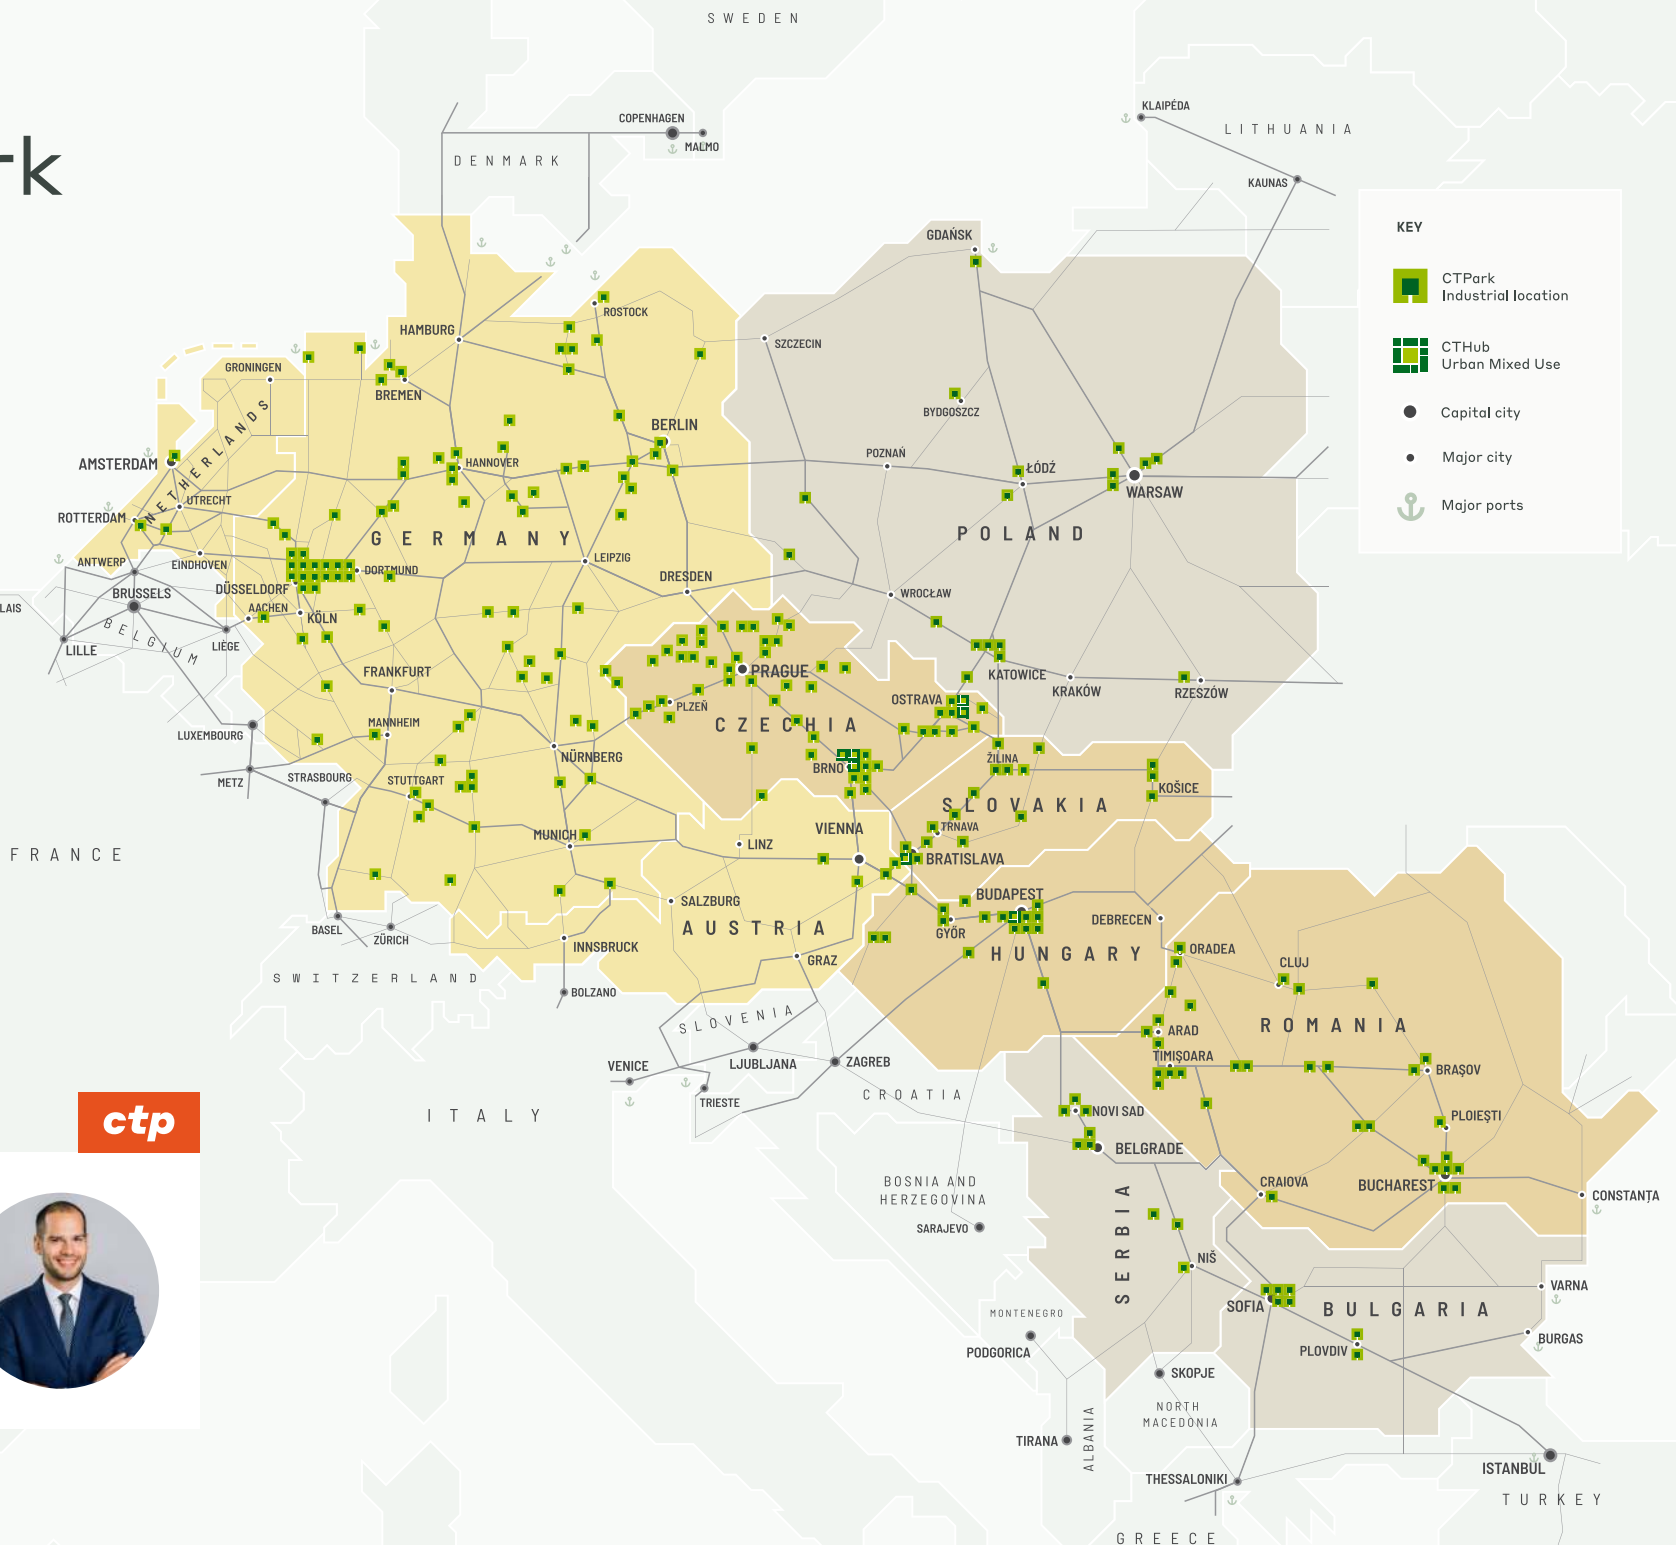 rk
SWEDEN
COPENHAGEN
MALMO
DENMARK
KLAIPÉDA
LITHUANIA
KAUNAS
KEY
CTPark
Industrial location
CTHub
Urban Mixed Use
Capital city
Major city
Major ports
GDAŃSK
ROSTOCK
HAMBURG
SZCZECIN
GRONINGEN
BREMEN
BYDGOSZCZ
BERLIN
NETHERLANDS
AMSTERDAM
HANNOVER
POZNAŃ
ŁÓDŹ
WARSAW
UTRECHT
ROTTERDAM
GERMANY
POLAND
ANTWERP
EINDHOVEN
DORTMUND
LEIPZIG
DRESDEN
BRUSSELS
DÜSSELDORF
WROCŁAW
LAIS
AACHEN
KÖLN
BELGIUM
LILLE
LIÈGE
FRANKFURT
PRAGUE
KATOWICE
KRAKÓW
RZESZÓW
OSTRAVA
PLZEŇ
CZECHIA
MANNHEIM
LUXEMBOURG
NÜRNBERG
ŽILINA
BRNO
METZ
STRASBOURG
STUTTGART
KOŠICE
SLOVAKIA
TRNAVA
VIENNA
MUNICH
LINZ
FRANCE
BRATISLAVA
BUDAPEST
SALZBURG
DEBRECEN
AUSTRIA
GYŐR
BASEL
ZÜRICH
INNSBRUCK
HUNGARY
ORADEA
GRAZ
CLUJ
SWITZERLAND
BOLZANO
SLOVENIA
ROMANIA
ARAD
TIMIȘOARA
VENICE
LJUBLJANA
ZAGREB
BRAȘOV
TRIESTE
CROATIA
ITALY
NOVI SAD
PLOIEȘTI
ctp
BELGRADE
BOSNIA AND
HERZEGOVINA
CRAIOVA
BUCHAREST
CONSTANȚA
SARAJEVO
SERBIA
NIŠ
VARNA
SOFIA
BULGARIA
MONTENEGRO
PODGORICA
PLOVDIV
BURGAS
SKOPJE
NORTH
MACEDONIA
TIRANA
ALBANIA
THESSALONIKI
ISTANBUL
TURKEY
GREECE